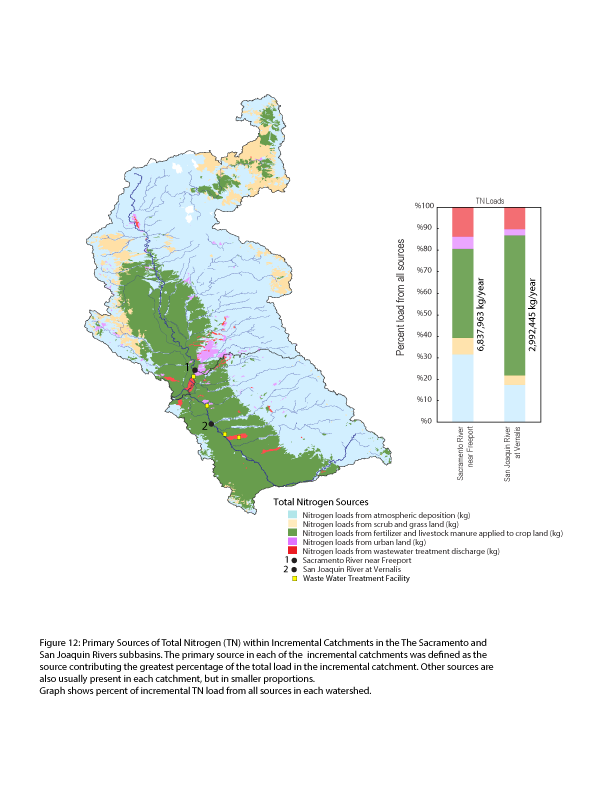 TN Loads
%100
%90
%80
%70
%60
%50
%40
%30
%20
%10
%0
Percent load from all sources
6,837,963 kg/year
2,992,445 kg/year
Sacramento River
near Freeport
San Joaquin River
at Vernalis
1
2
Total Nitrogen Sources
Nitrogen loads from atmospheric deposition (kg)
Nitrogen loads from scrub and grass land (kg)
Nitrogen loads from fertilizer and livestock manure applied to crop land (kg)
Nitrogen loads from urban land (kg)
Nitrogen loads from wastewater treatment discharge (kg)
1 Sacramento River near Freeport
2 San Joaquin River at Vernalis
Waste Water Treatment Facility
Figure 12: Primary Sources of Total Nitrogen (TN) within Incremental Catchments in the The Sacramento and
San Joaquin Rivers subbasins. The primary source in each of the incremental catchments was defined as the
source contributing the greatest percentage of the total load in the incremental catchment. Other sources are
also usually present in each catchment, but in smaller proportions.
Graph shows percent of incremental TN load from all sources in each watershed.